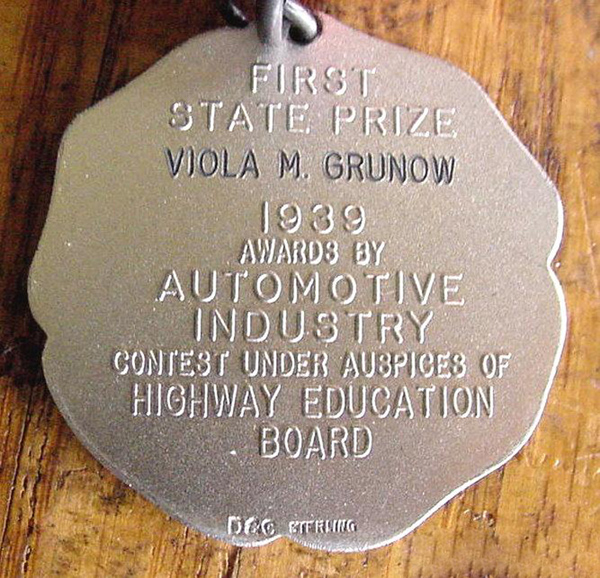 FIRST
STATE PRIZE
VIOLA M. GRUNOW
1939
AWARDS BY
AUTOMOTIVE
INDUSTRY
CONTEST UNDER AUSPICES OF
HIGHWAY EDUCATION
BOARD
D&C STERLING